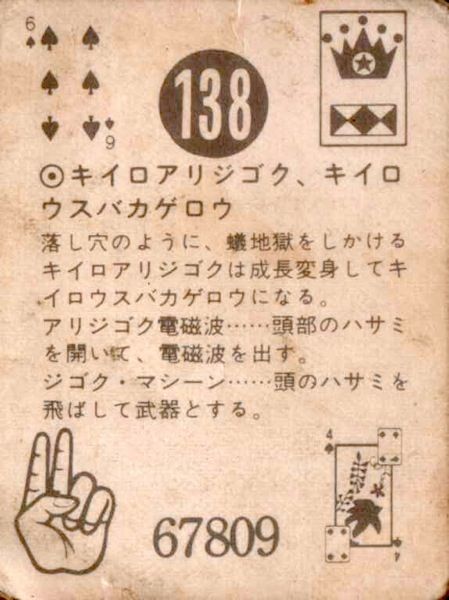 6
138
9
⦿キイロアリジゴク、キイロ
ウスバカゲロウ
落し穴のように、蟻地獄をしかける
キイロアリジゴクは成長変身してキ
イロウスバカゲロウになる。
アリジゴク電磁波……頭部のハサミ
を開いて、電磁波を出す。
ジゴク・マシーン……頭のハサミを
飛ばして武器とする。
4
67809
4